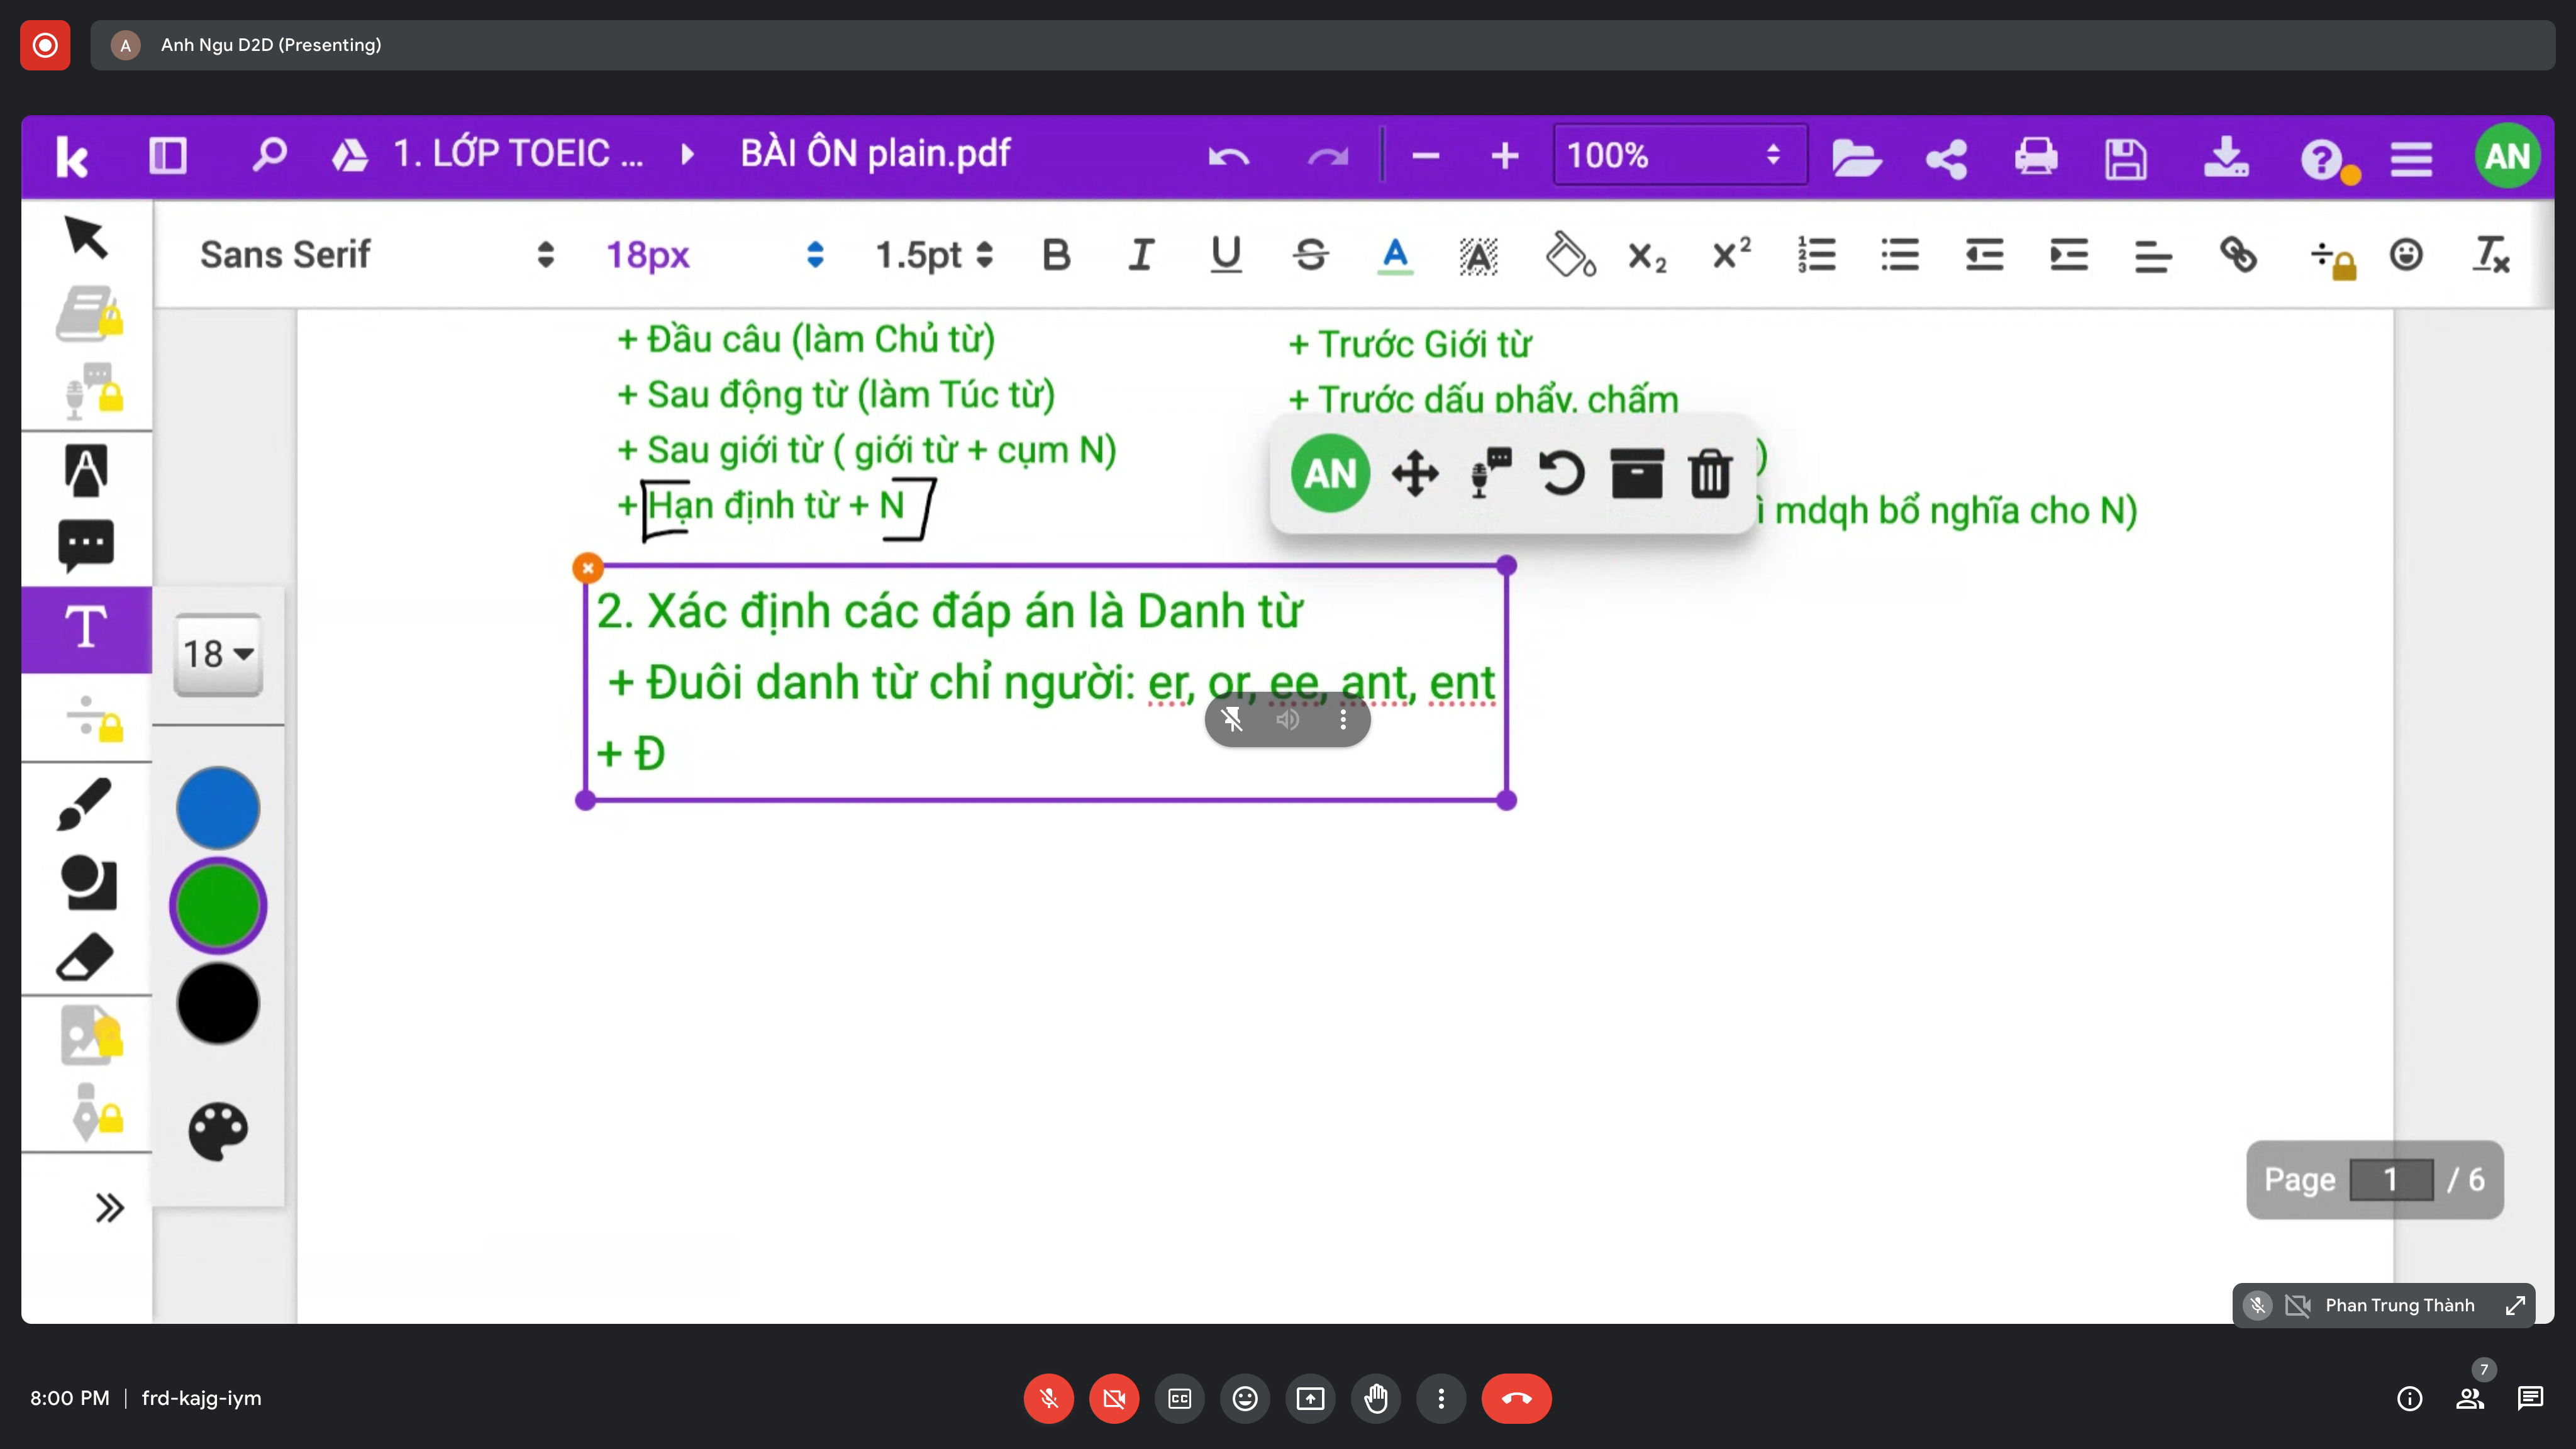 A Anh Ngu D2D (Presenting)
k 1. LỚP TOEIC ... BÀI ÔN plain.pdf 100% AN
Sans Serif 18px 1.5pt B I U S A A X2 X2 Tx
+ Đầu câu (làm Chủ từ)
+ Sau động từ (làm Túc từ)
+ Sau giới từ ( giới từ + cụm N)
+ Hạn định từ + N
+ Trước Giới từ
+ Trước dấu phẩy, chấm
)
AN
ì mdqh bổ nghĩa cho N)
2. Xác định các đáp án là Danh từ
+ Đuôi danh từ chỉ người: er, or, ee, ant, ent
+ Đ
T
18
Page 1 / 6
Phan Trung Thành
8:00 PM | frd-kajg-iym
CC
7